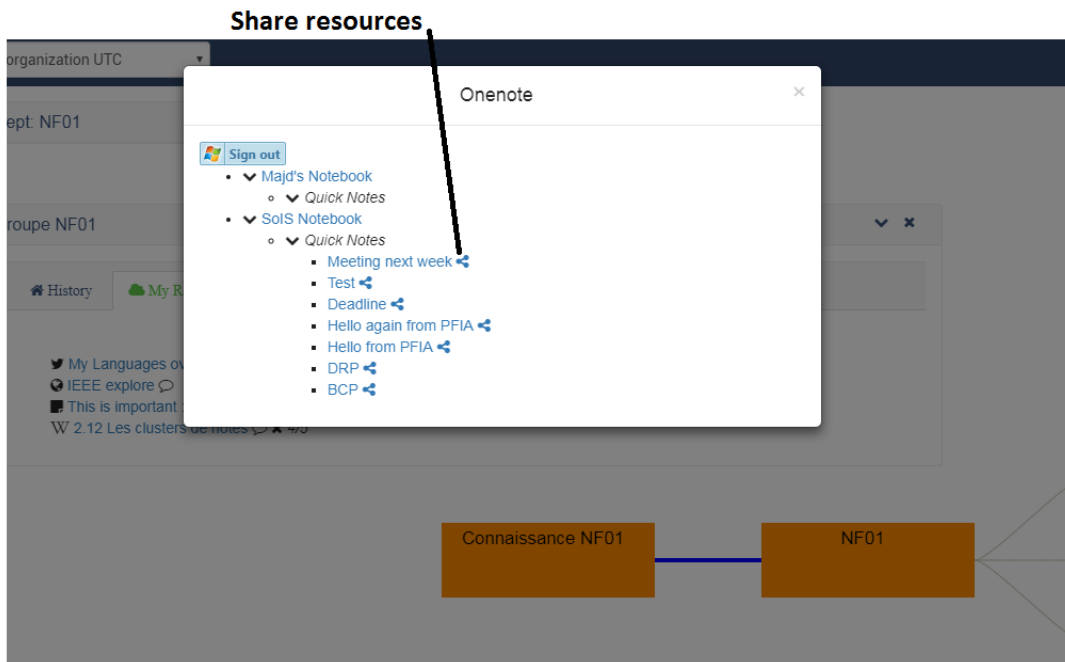 Share resources
organization UTC
Onenote
ept: NF01
Sign out
Majd's Notebook
Quick Notes
SoIS Notebook
Quick Notes
roupe NF01
Meeting next week
Test
History
My R
Deadline
Hello again from PFIA
Hello from PFIA
My Languages ov
DRP
IEEE explore
BCP
This is important :
W 2.12 Les clusters de notes 4/5
Connaissance NF01
NF01